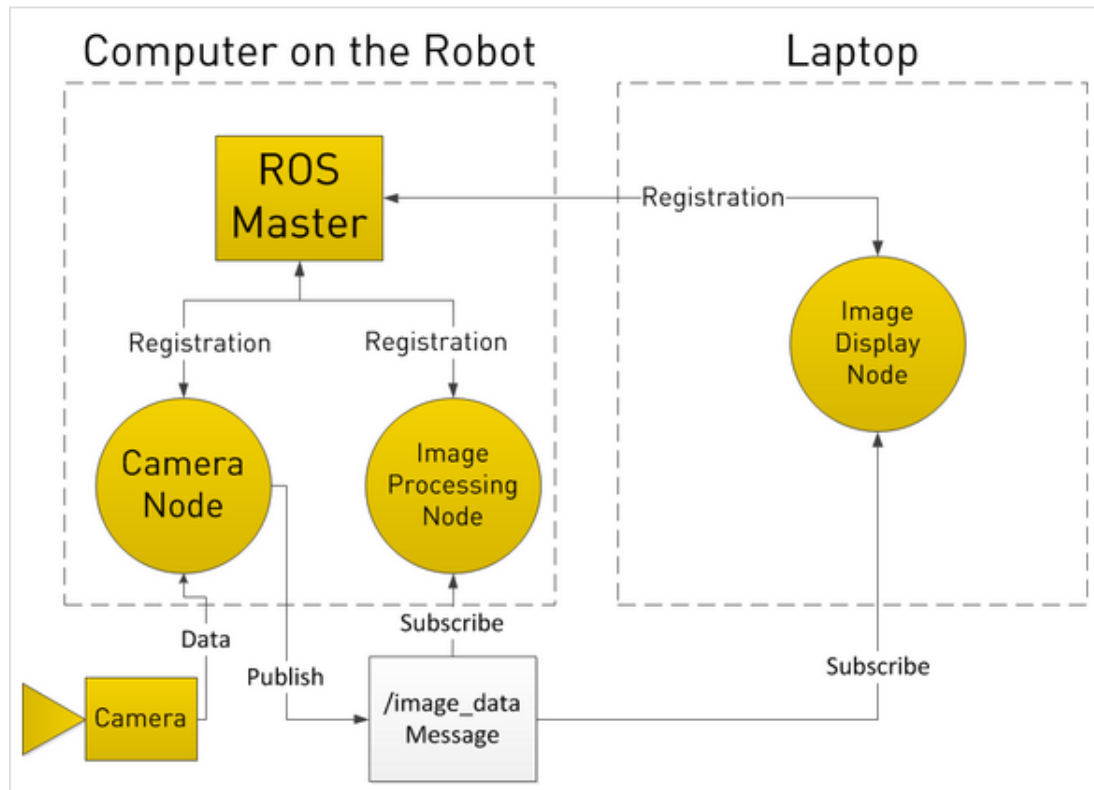 Computer on the Robot
Laptop
ROS
Master
Registration
Registration
Registration
Image
Display
Node
Camera
Node
Image
Processing
Node
Data
Publish
Subscribe
Subscribe
Camera
/image_data
Message